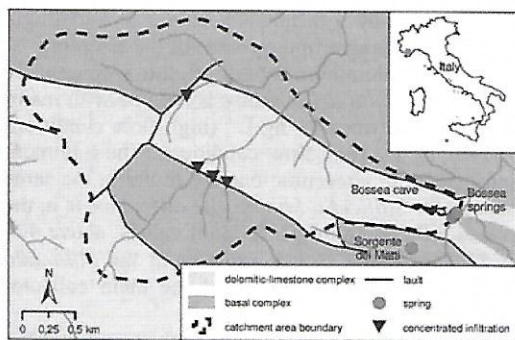 Italy
Bossea cave
Bossea
springs
Sorgente
dei Matti
dolomitic-limestone complex
fault
basal complex
spring
catchment area boundary
concentrated infiltration
N
0 0,25 0,5 km